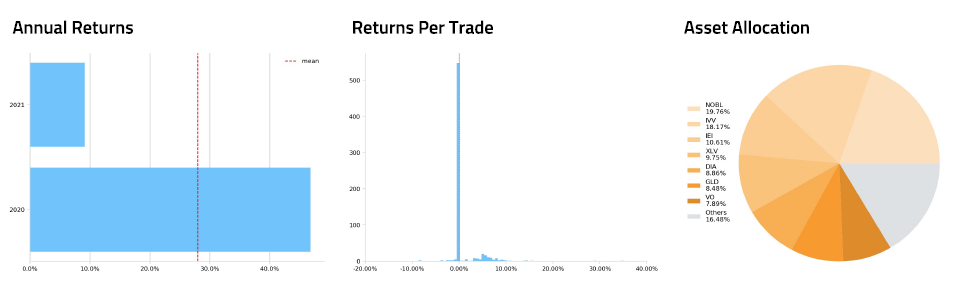 Annual Returns
mean
2021
2020
0.0%
10.0%
20.0%
30.0%
40.0%
Returns Per Trade
500
400
300
200
100
0
-20.00%
-10.00%
0.00%
10.00%
20.00%
30.00%
40.00%
Asset Allocation
NOBL
19.76%
IVV
18.17%
IEI
10.61%
XLV
9.75%
DIA
8.86%
GLD
8.48%
VO
7.89%
Others
16.48%